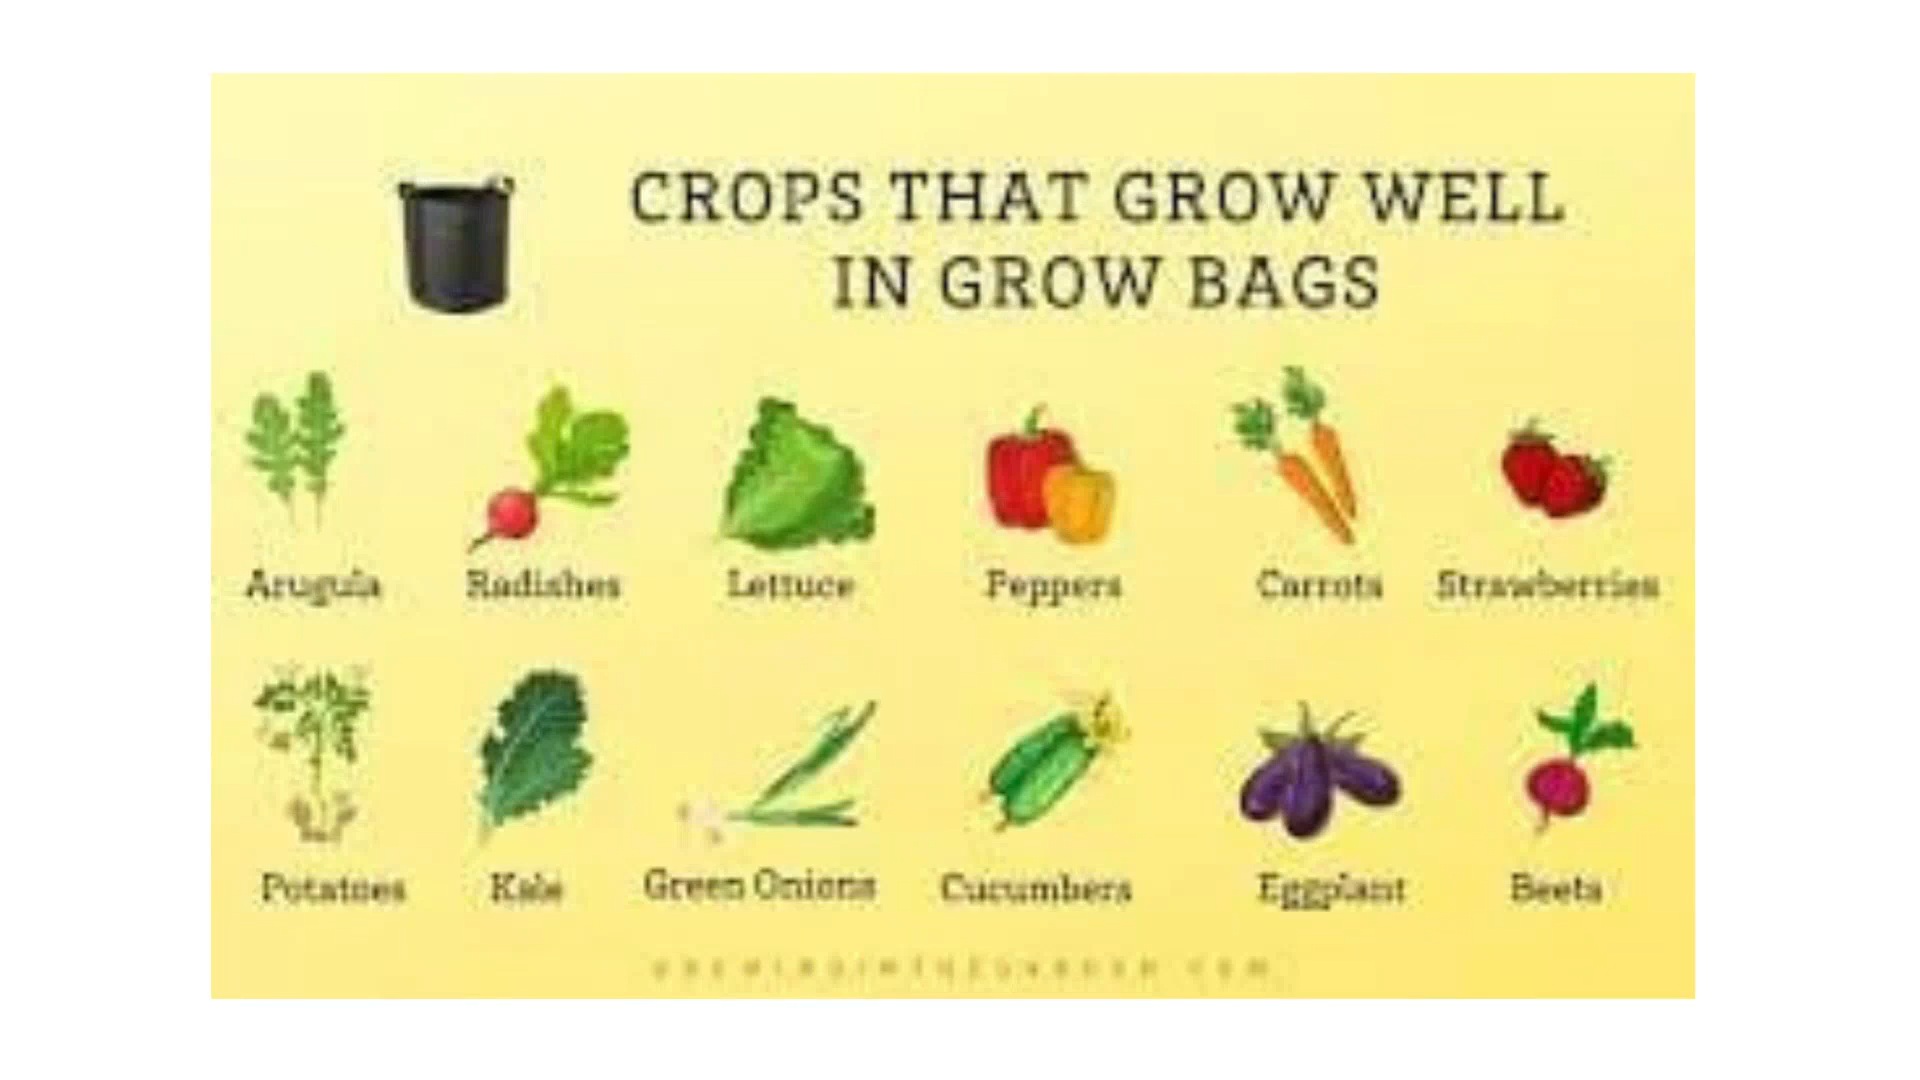 CROPS THAT GROW WELL
IN GROW BAGS
Arugula Radishes Lettuce Peppers Carrots Strawberries
Potatoes Kale Green Onions Cucumbers Eggplant Beets